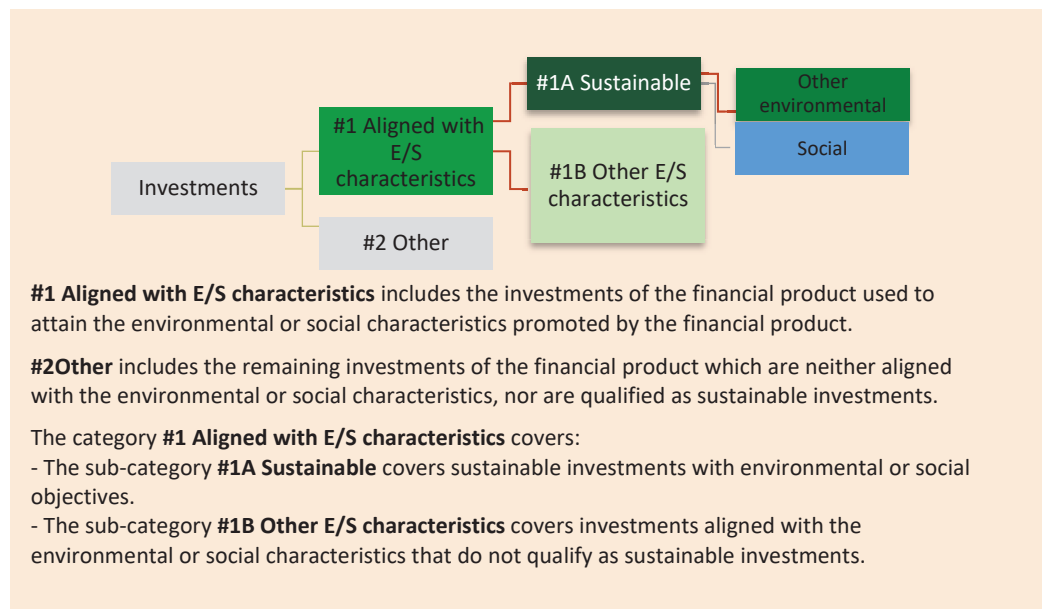 #1A Sustainable
Other
environmental
Social
#1 Aligned with
E/S
characteristics
#1B Other E/S
characteristics
Investments
#2 Other
#1 Aligned with E/S characteristics includes the investments of the financial product used to
attain the environmental or social characteristics promoted by the financial product.
#2Other includes the remaining investments of the financial product which are neither aligned
with the environmental or social characteristics, nor are qualified as sustainable investments.
The category #1 Aligned with E/S characteristics covers:
- The sub-category #1A Sustainable covers sustainable investments with environmental or social
objectives.
- The sub-category #1B Other E/S characteristics covers investments aligned with the
environmental or social characteristics that do not qualify as sustainable investments.